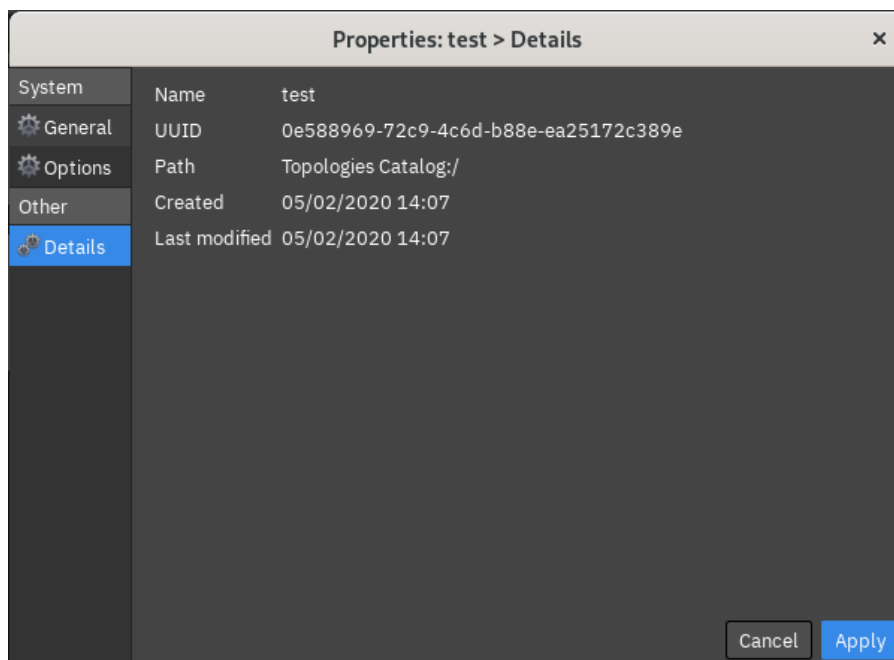 Properties: test > Details
System
General
Options
Other
Details
Name test
UUID 0e588969-72c9-4c6d-b88e-ea25172c389e
Path Topologies Catalog:/
Created 05/02/2020 14:07
Last modified 05/02/2020 14:07
Cancel Apply